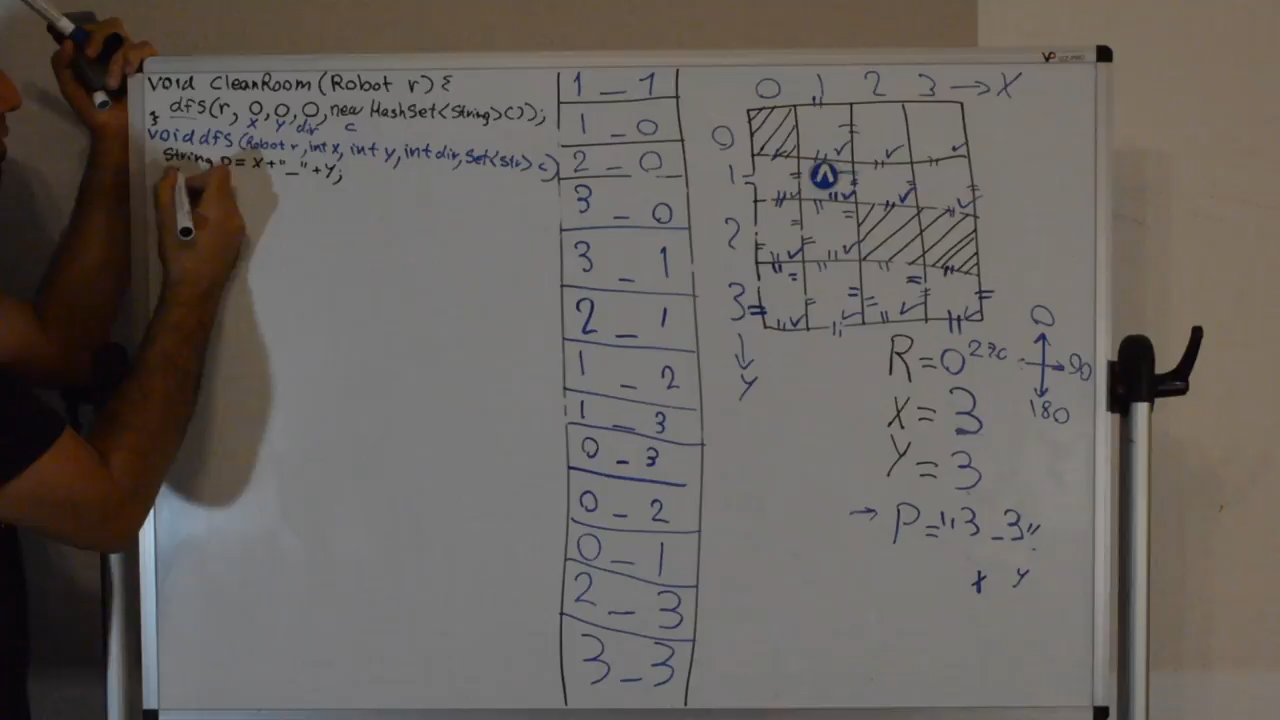 void CleanRoom (Robot r) {
dfs(r, 0, 0, 0, new HashSet<String>());
x y dir c
}
void dfs (Robot r, int x, int y, int dir, Set<Str> c)
String p = x + "_" + y;
1 _ 1
1 _ 0
2 _ 0
3 _ 0
3 _ 1
2 _ 1
1 _ 2
1 _ 3
0 _ 3
0 _ 2
0 _ 1
2 _ 3
3 _ 3
0 1 2 3 → X
0
1
2
3
↓
Y
R = 0
270
0
90
180
X = 3
Y = 3
→ P = "3 _ 3"
x y